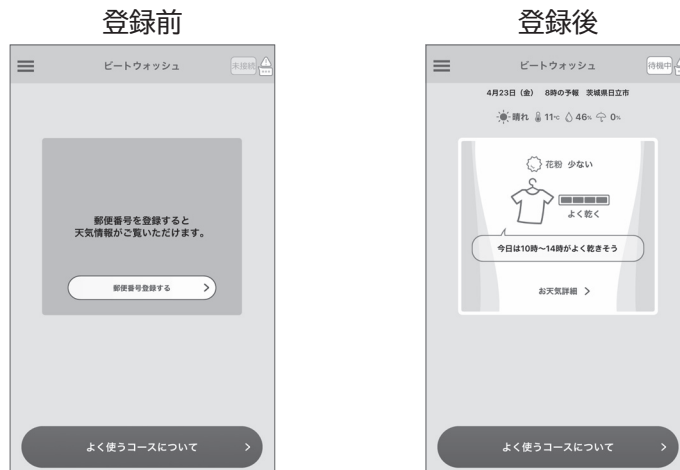 登録前
ビートウォッシュ
未接続
郵便番号を登録すると
天気情報がご覧いただけます。
郵便番号登録する
よく使うコースについて
登録後
ビートウォッシュ
待機中
4月23日（金） 8時の予報 茨城県日立市
晴れ 11℃ 46% 0%
花粉 少ない
よく乾く
今日は10時〜14時がよく乾きそう
お天気詳細
よく使うコースについて